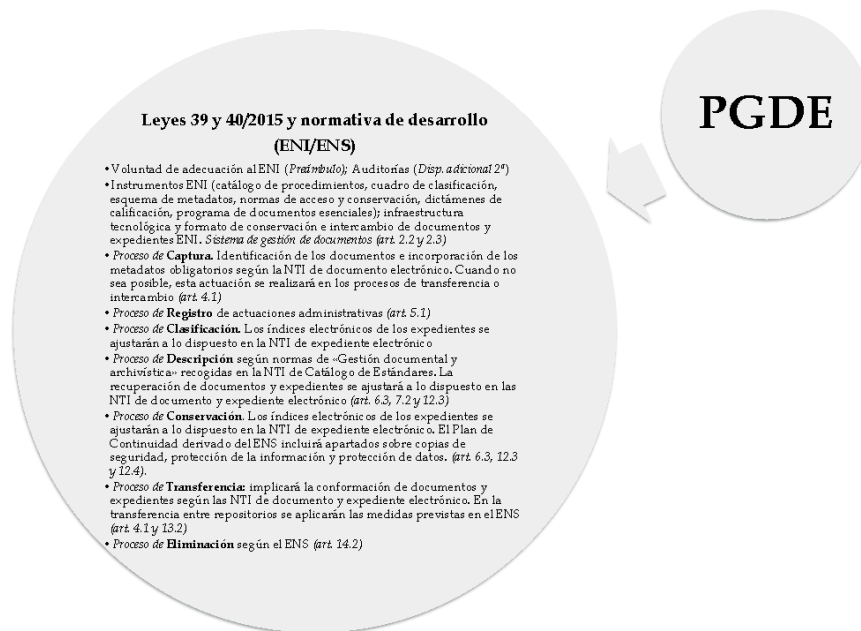 Leyes 39 y 40/2015 y normativa de desarrollo
(ENI/ENS)
• Voluntad de adecuación al ENI (Preámbulo); Auditorías (Disp. adicional 2ª)
• Instrumentos ENI (catálogo de procedimientos, cuadro de clasificación,
esquema de metadatos, normas de acceso y conservación, dictámenes de
calificación, programa de documentos esenciales); infraestructura
tecnológica y formato de conservación e intercambio de documentos y
expedientes ENI. Sistema de gestión de documentos (art. 2.2 y 2.3)
• Proceso de Captura. Identificación de los documentos e incorporación de los
metadatos obligatorios según la NTI de documento electrónico. Cuando no
sea posible, esta actuación se realizará en los procesos de transferencia o
intercambio (art. 4.1)
• Proceso de Registro de actuaciones administrativas (art. 5.1)
• Proceso de Clasificación. Los índices electrónicos de los expedientes se
ajustarán a lo dispuesto en la NTI de expediente electrónico
• Proceso de Descripción según normas de «Gestión documental y
archivística» recogidas en la NTI de Catálogo de Estándares. La
recuperación de documentos y expedientes se ajustará a lo dispuesto en las
NTI de documento y expediente electrónico (art. 6.3, 7.2 y 12.3)
• Proceso de Conservación. Los índices electrónicos de los expedientes se
ajustarán a lo dispuesto en la NTI de expediente electrónico. El Plan de
Continuidad derivado del ENS incluirá apartados sobre copias de
seguridad, protección de la información y protección de datos. (art. 6.3, 12.3
y 12.4).
• Proceso de Transferencia: implicará la conformación de documentos y
expedientes según las NTI de documento y expediente electrónico. En la
transferencia entre repositorios se aplicarán las medidas previstas en el ENS
(art. 4.1 y 13.2)
• Proceso de Eliminación según el ENS (art. 14.2)
PGDE